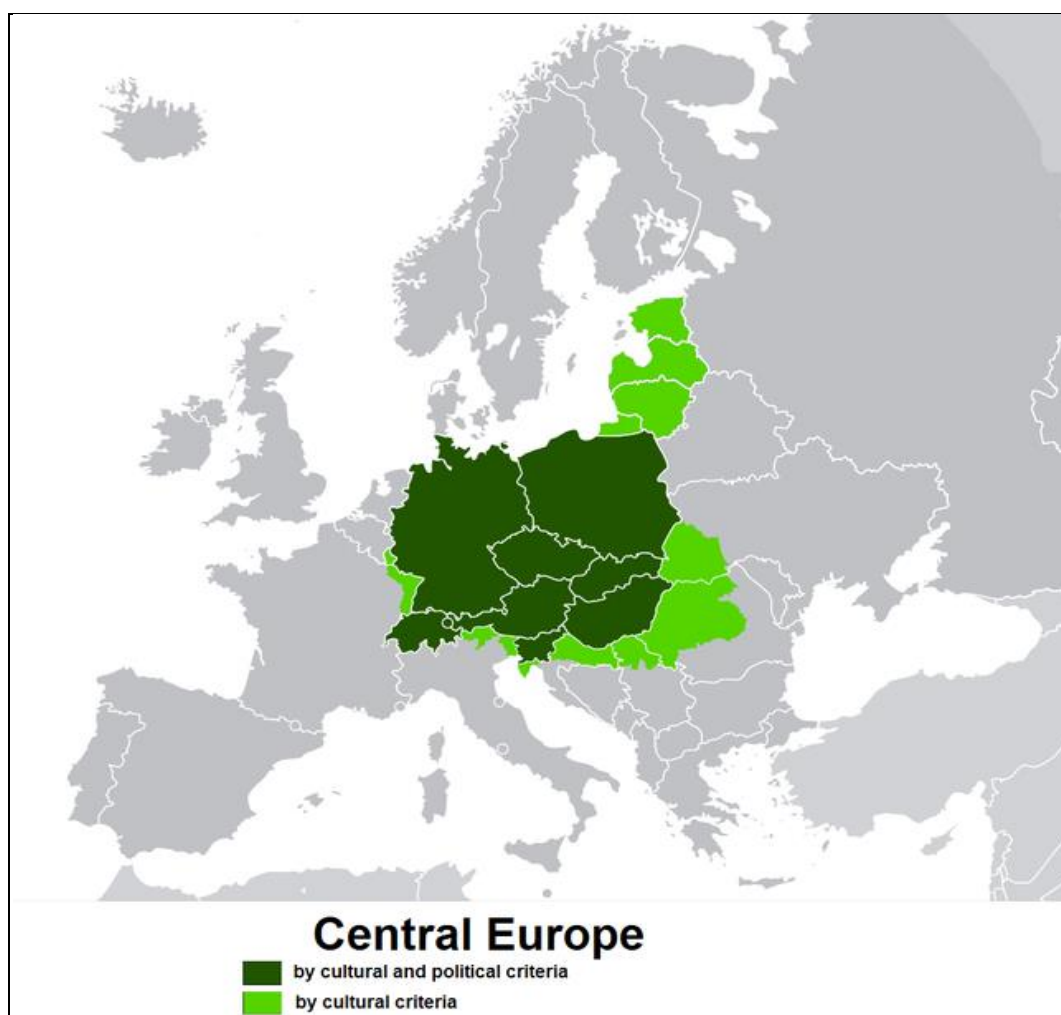 Central Europe
by cultural and political criteria
by cultural criteria